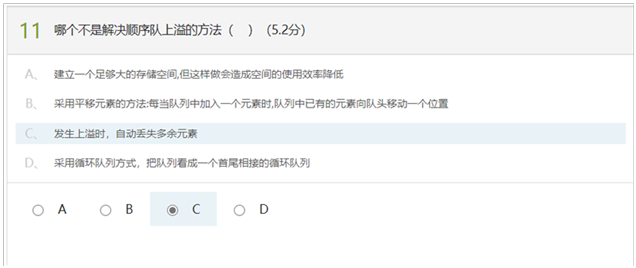 11 哪个不是解决顺序队上溢的方法（　）(5.2分)
A、 建立一个足够大的存储空间,但这样做会造成空间的使用效率降低
B、 采用平移元素的方法:每当队列中加入一个元素时,队列中已有的元素向队头移动一个位置
C、 发生上溢时，自动丢失多余元素
D、 采用循环队列方式，把队列看成一个首尾相接的循环队列
A B C D